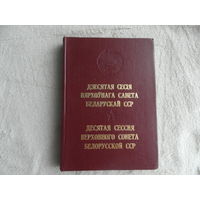 ДЗЕСЯТАЯ СЕСІЯ
ВЯРХОЎНАГА САВЕТА
БЕЛАРУСКАЙ ССР
ДЕСЯТАЯ СЕССИЯ
ВЕРХОВНОГО СОВЕТА
БЕЛОРУССКОЙ ССР